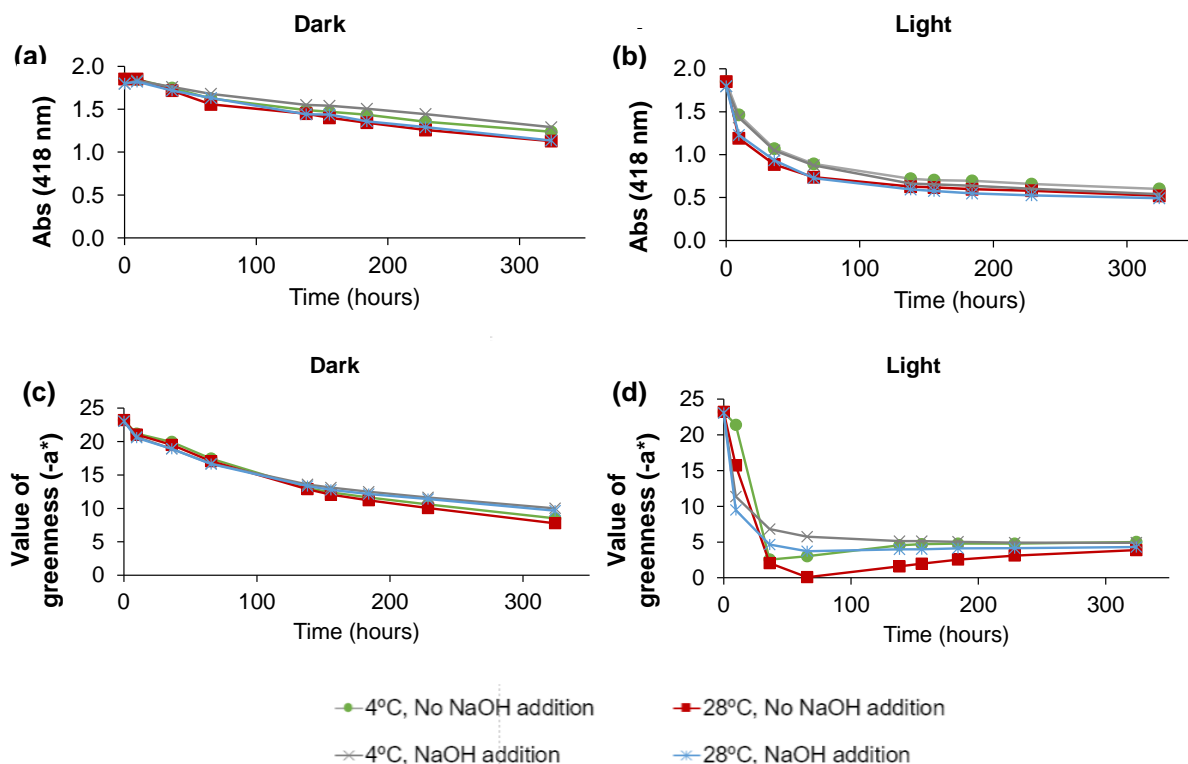 Dark
Light
(a)
(b)
2.0
1.5
1.0
0.5
0.0
Abs (418 nm)
0
100
200
300
Time (hours)
2.0
1.5
1.0
0.5
0.0
Abs (418 nm)
0
100
200
300
Time (hours)
Dark
Light
(c)
(d)
25
20
15
10
5
0
Value of
greenness (-a*)
0
100
200
300
Time (hours)
25
20
15
10
5
0
Value of
greenness (-a*)
0
100
200
300
Time (hours)
4ºC, No NaOH addition
28ºC, No NaOH addition
4ºC, NaOH addition
28ºC, NaOH addition